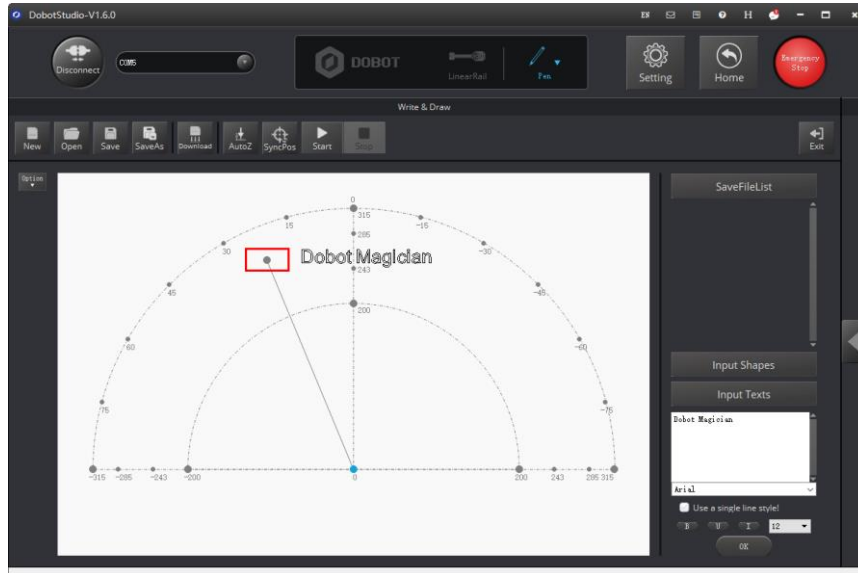 DobotStudio-V1.6.0
EN H
Disconnect
COM5
DOBOT
LinearRail
Pen
Setting
Home
Emergency
Stop
Write & Draw
New Open Save SaveAs Download AutoZ SyncPos Start Stop
Exit
Option
SaveFileList
0
315
15 -15
285
30 -30
Dobot Magician
243
45 -45
200
60 -60
75 -75
-315 -285 -243 -200 0 200 243 285 315
Input Shapes
Input Texts
Dobot Magician
Arial
Use a single line style!
B U I 12
OK